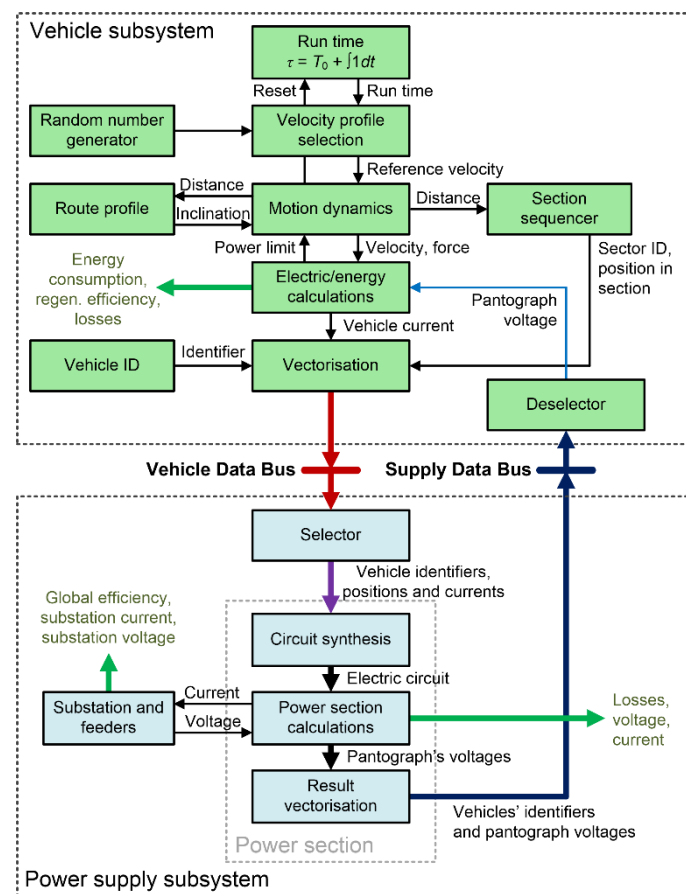 Vehicle subsystem
Run time
τ = T₀ + ∫1dt
Reset
Run time
Random number
generator
Velocity profile
selection
Reference velocity
Distance
Route profile
Inclination
Motion dynamics
Distance
Section
sequencer
Power limit
Velocity, force
Sector ID,
position in
section
Energy
consumption,
regen. efficiency,
losses
Electric/energy
calculations
Pantograph
voltage
Vehicle current
Vehicle ID
Identifier
Vectorisation
Deselector
Vehicle Data Bus
Supply Data Bus
Selector
Vehicle identifiers,
positions and currents
Global efficiency,
substation current,
substation voltage
Circuit synthesis
Electric circuit
Substation and
feeders
Current
Voltage
Power section
calculations
Losses,
voltage,
current
Pantograph's voltages
Result
vectorisation
Vehicles' identifiers
and pantograph voltages
Power section
Power supply subsystem